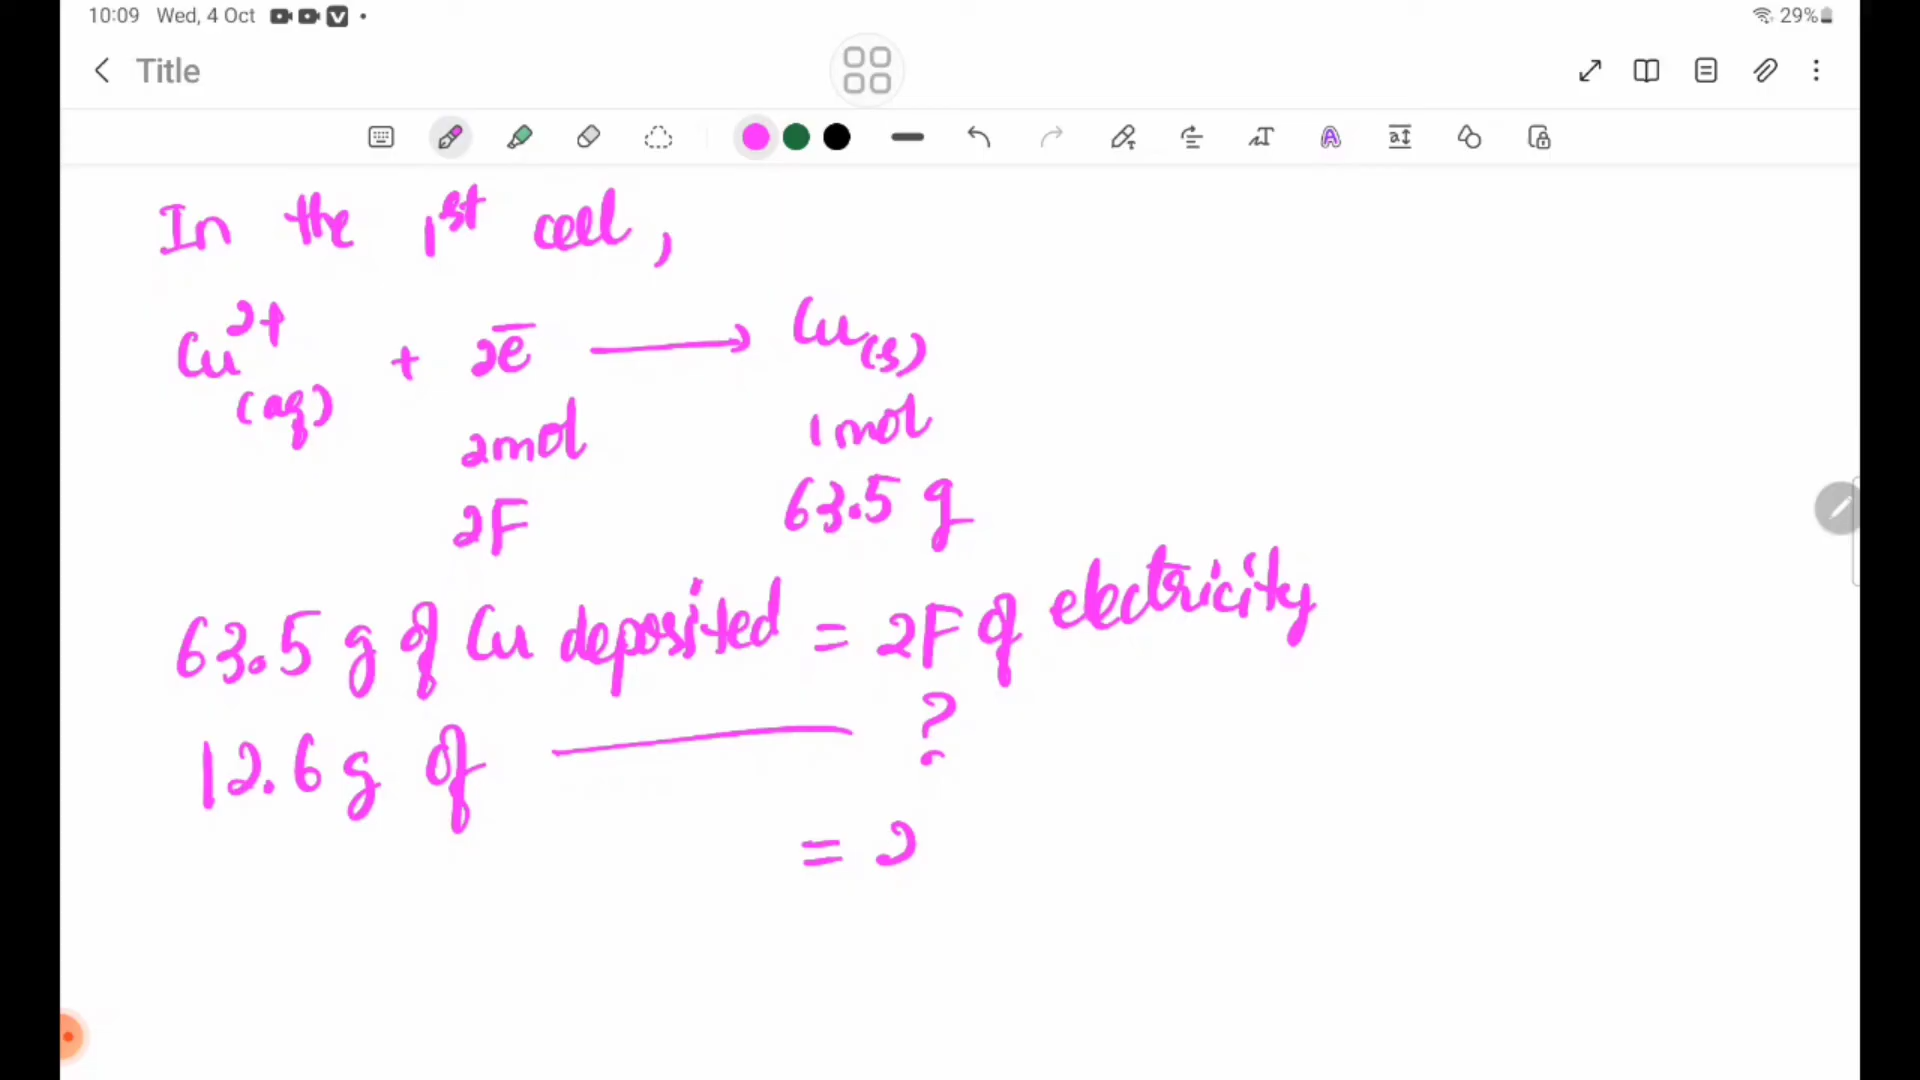 10:09 Wed, 4 Oct
29%
Title
In the 1st cell,
Cu2+(aq) + 2e̅ ⟶ Cu(s)
2mol 1mol
2F 63.5 g
63.5 g of Cu deposited = 2F of electricity
12.6 g of ——— ?
= 2